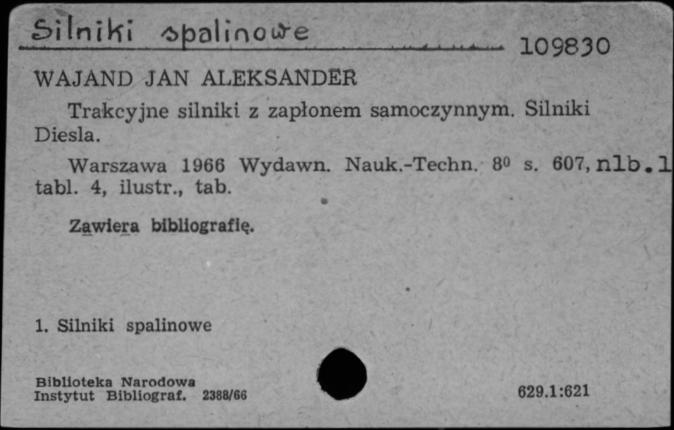 Silniki spalinowe
109830
WAJAND JAN ALEKSANDER
Trakcyjne silniki z zapłonem samoczynnym. Silniki
Diesla.
Warszawa 1966 Wydawn. Nauk.-Techn. 8⁰ s. 607, nlb. 1
tabl. 4, ilustr., tab.
Zawiera bibliografię.
1. Silniki spalinowe
Biblioteka Narodowa
Instytut Bibliograf. 2388/66
629.1:621